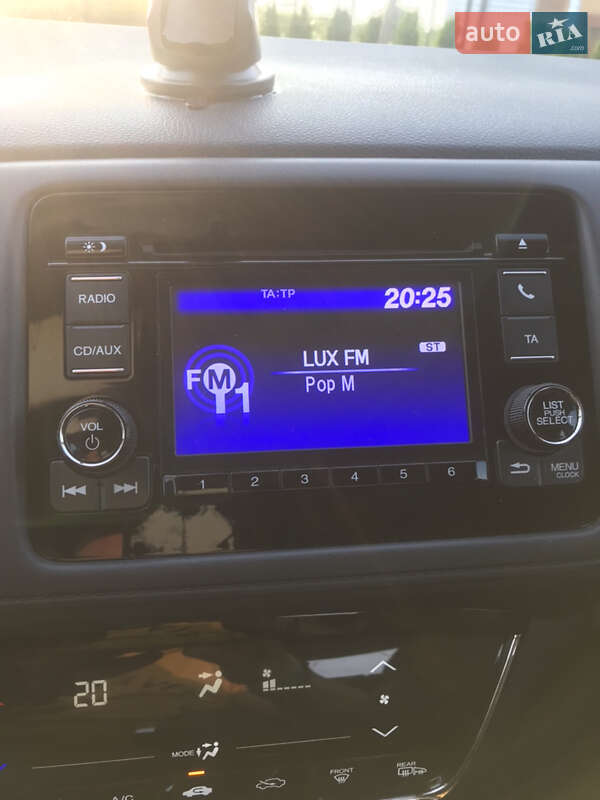 auto RIA .com
TA:TP 20:25
RADIO
TA
CD/AUX
LUX FM
ST
FM1
Pop M
VOL
LIST
PUSH
SELECT
1 2 3 4 5 6
MENU
CLOCK
20
MODE
FRONT
REAR
A/C